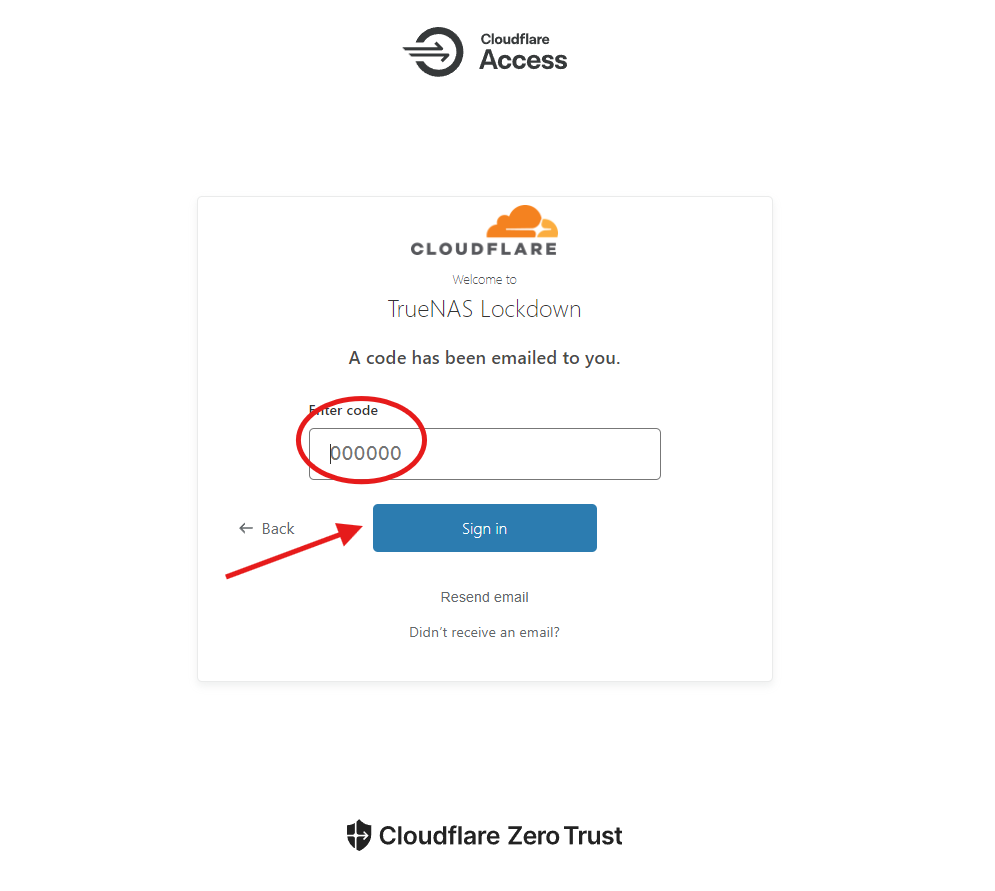 Cloudflare
Access
CLOUDFLARE
Welcome to
TrueNAS Lockdown
A code has been emailed to you.
Enter code
000000
← Back
Sign in
Resend email
Didn't receive an email?
Cloudflare Zero Trust